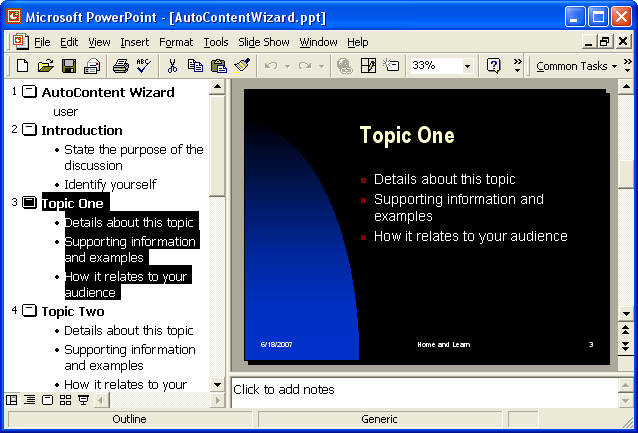 Microsoft PowerPoint - [AutoContentWizard.ppt]
File Edit View Insert Format Tools Slide Show Window Help
33% Common Tasks
1 AutoContent Wizard
user
2 Introduction
• State the purpose of the
discussion
• Identify yourself
3 Topic One
• Details about this topic
• Supporting information
and examples
• How it relates to your
audience
4 Topic Two
• Details about this topic
• Supporting information
and examples
• How it relates to your
Topic One
Details about this topic
Supporting information and
examples
How it relates to your audience
6/18/2007 Home and Learn 3
Click to add notes
Outline Generic